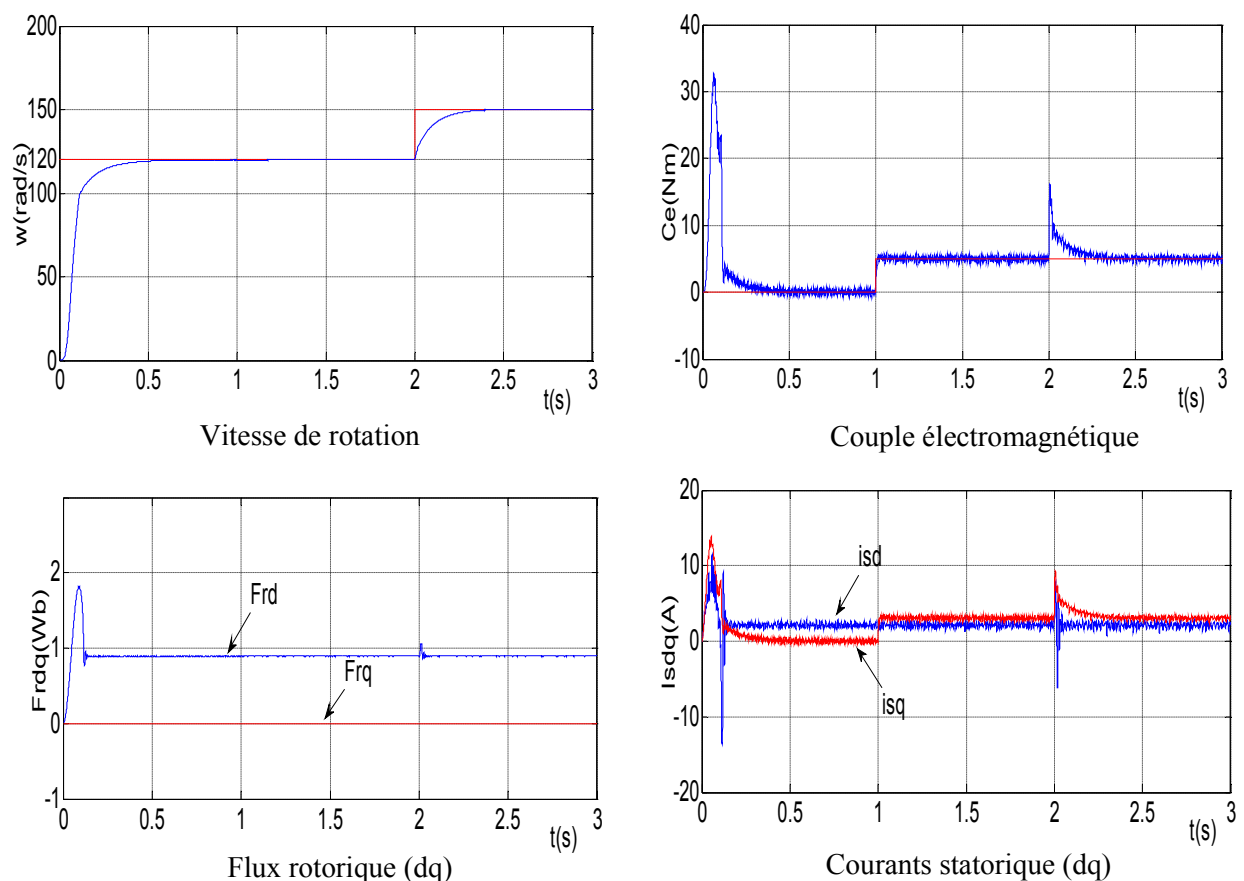 200
150
120
100
50
0
w(rad/s)
0 0.5 1 1.5 2 2.5 3
t(s)
Vitesse de rotation
40
30
20
10
0
-10
Ce(Nm)
0 0.5 1 1.5 2 2.5 3
t(s)
Couple électromagnétique
2
1
0
-1
Frdq(Wb)
Frd
Frq
0 0.5 1 1.5 2 2.5 3
t(s)
Flux rotorique (dq)
20
10
0
-10
-20
Isdq(A)
isd
isq
0 0.5 1 1.5 2 2.5 3
t(s)
Courants statorique (dq)